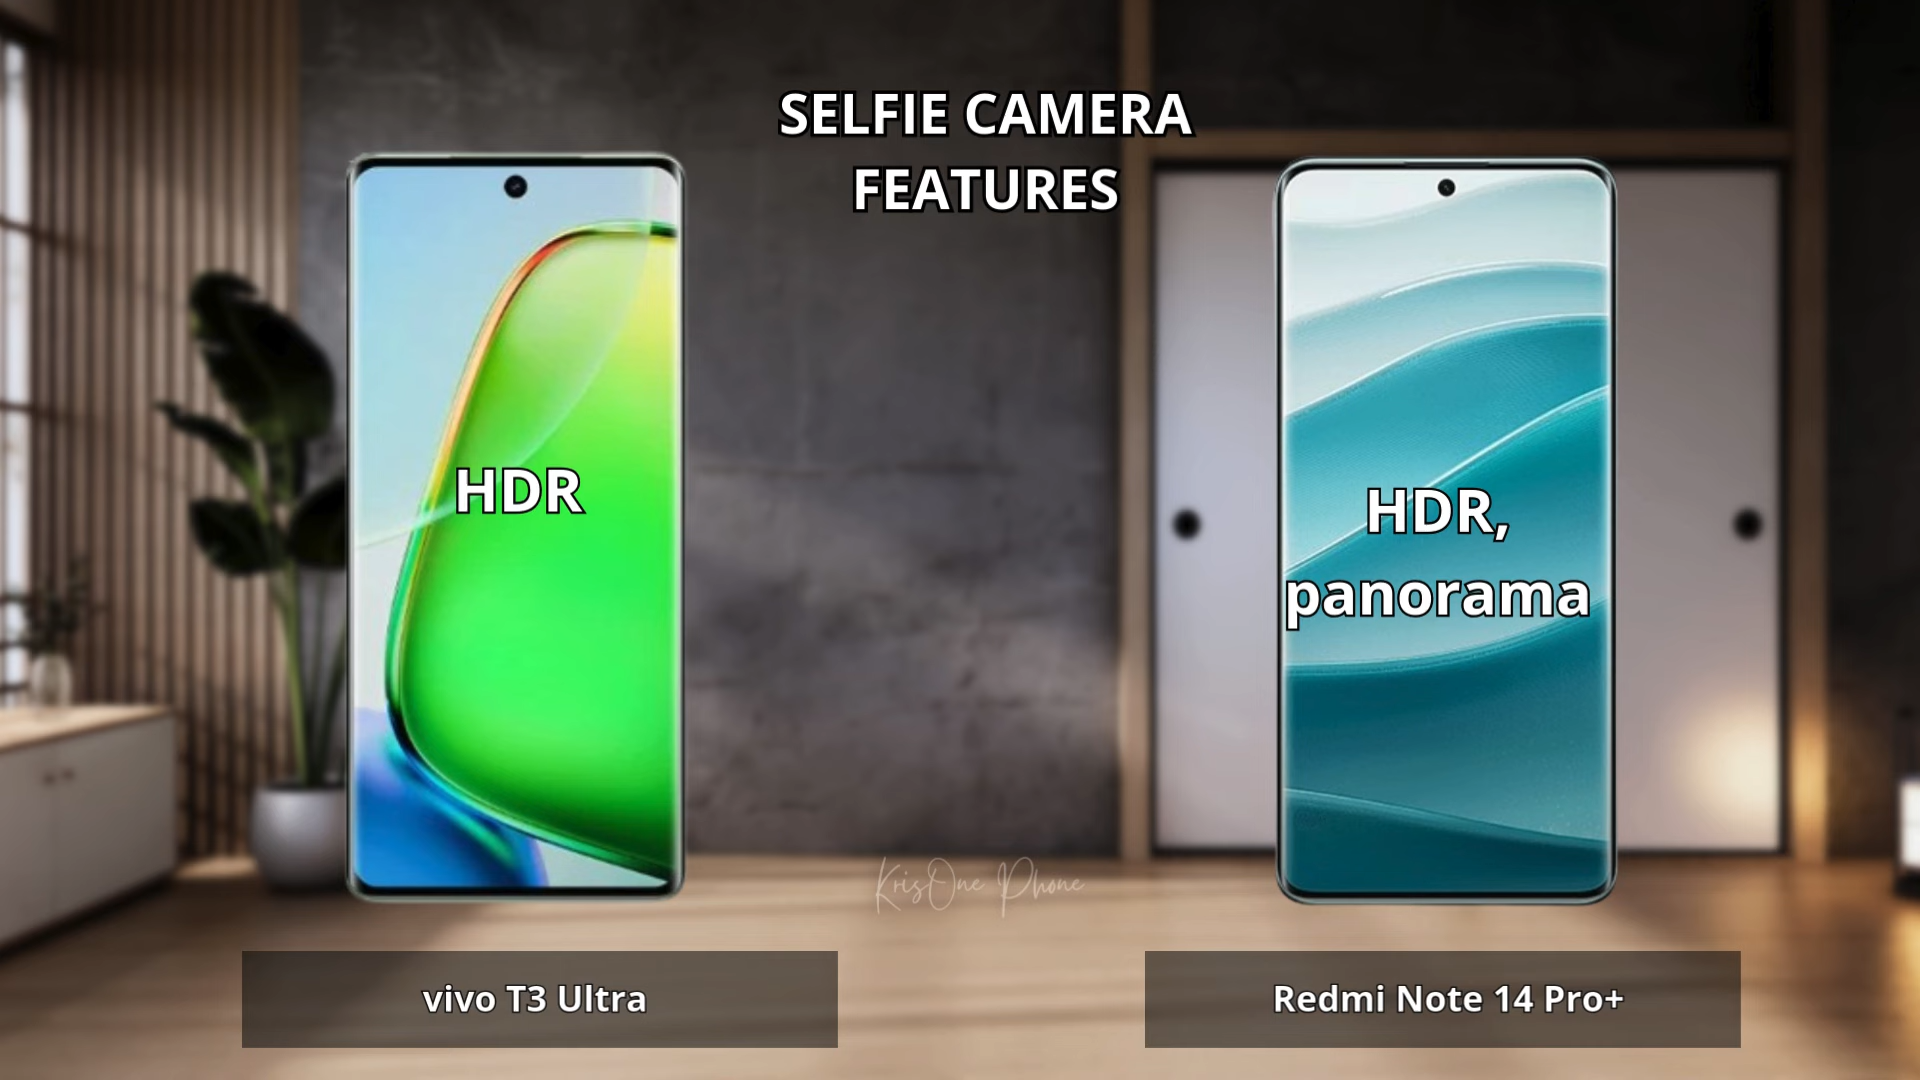 SELFIE CAMERA
FEATURES
HDR
HDR,
panorama
KrisOne Phone
vivo T3 Ultra
Redmi Note 14 Pro+